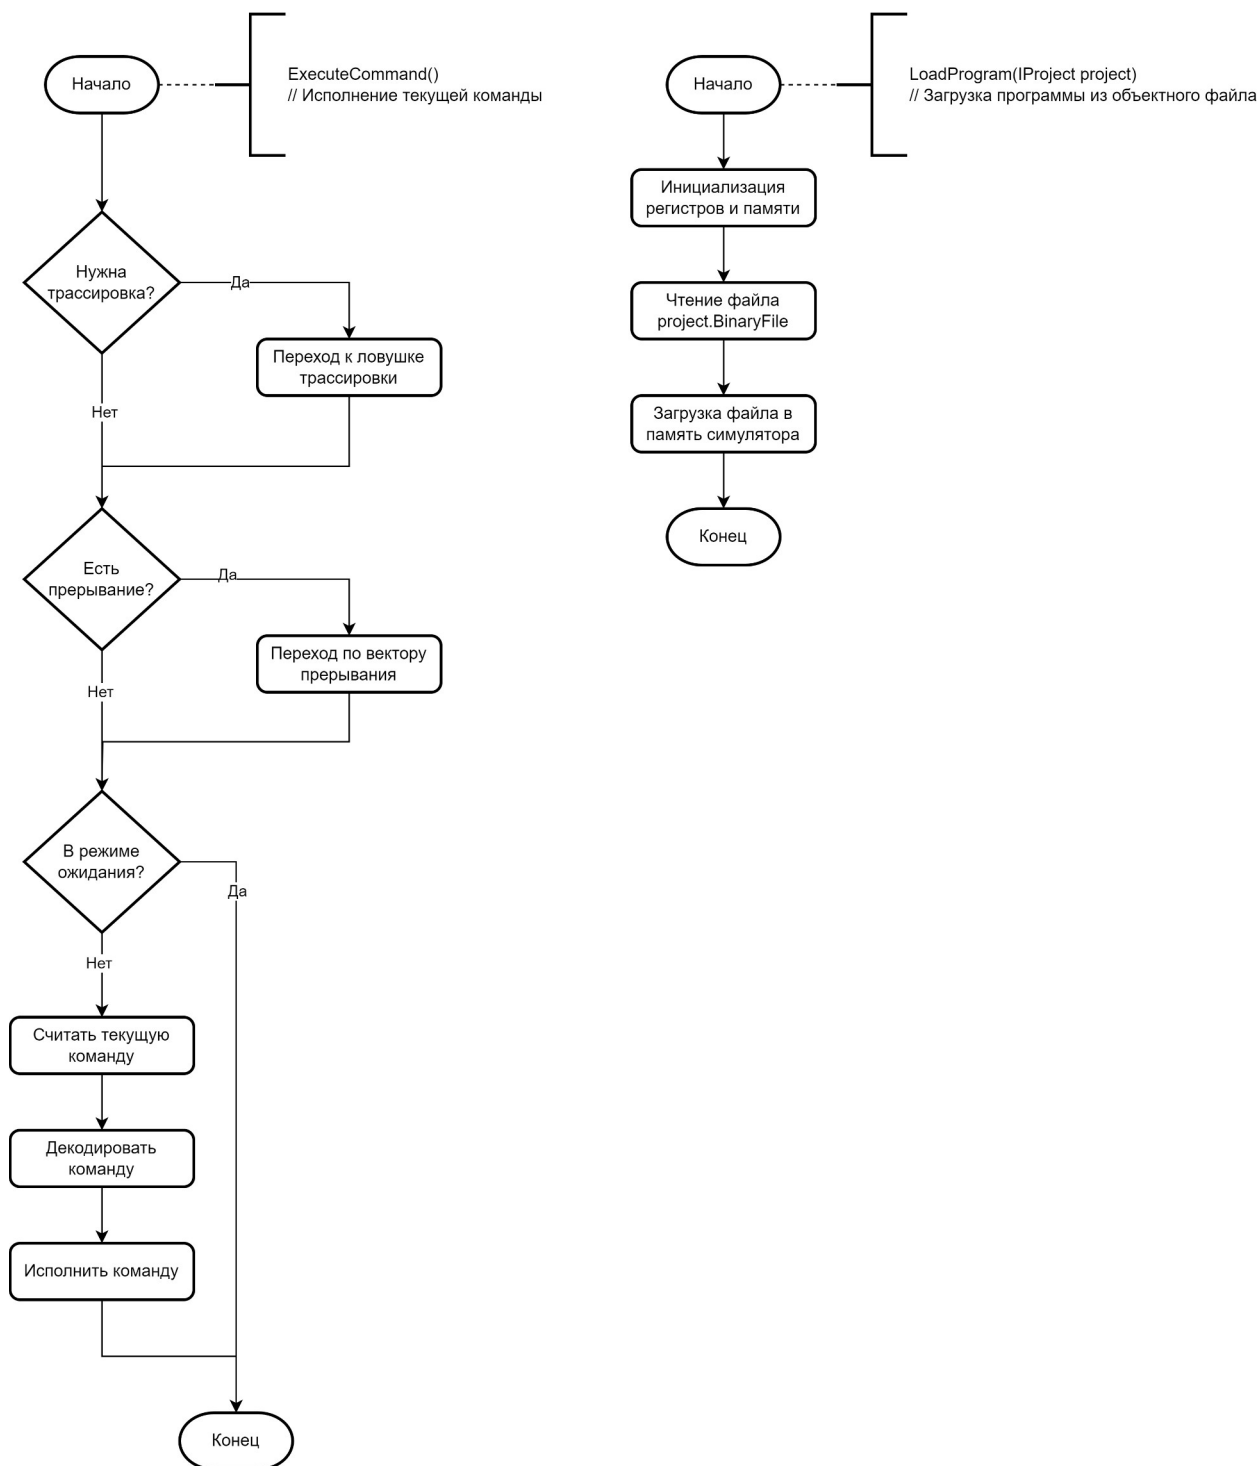 Начало
ExecuteCommand()
// Исполнение текущей команды
Нужна
трассировка?
Да
Переход к ловушке
трассировки
Нет
Есть
прерывание?
Да
Переход по вектору
прерывания
Нет
В режиме
ожидания?
Да
Нет
Считать текущую
команду
Декодировать
команду
Исполнить команду
Конец
Начало
LoadProgram(IProject project)
// Загрузка программы из объектного файла
Инициализация
регистров и памяти
Чтение файла
project.BinaryFile
Загрузка файла в
память симулятора
Конец